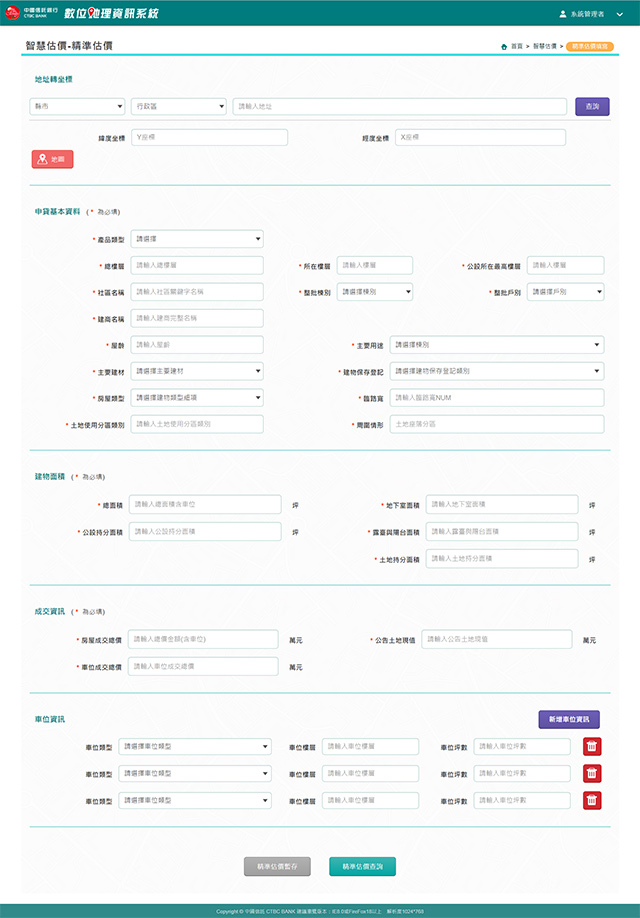 中國信託銀行 CTBC BANK 數位地理資訊系統 系統管理者
智慧估價-精準估價 首頁 > 智慧估價 > 精準估價填寫
地址轉坐標
縣市 行政區 請輸入地址 查詢
緯度坐標 Y座標 經度坐標 X座標
地圖
申貸基本資料 (* 為必填)
* 產品類型 請選擇
* 總樓層 請輸入總樓層 * 所在樓層 請輸入樓層 * 公設所在最高樓層 請輸入樓層
* 社區名稱 請輸入社區關鍵字名稱 * 整批棟別 請選擇棟別 * 整批戶別 請選擇戶別
* 建商名稱 請輸入建商完整名稱
* 屋齡 請輸入屋齡 * 主要用途 請選擇棟別
* 主要建材 請選擇主要建材 * 建物保存登記 請選擇建物保存登記類別
* 房屋類型 請選擇建物類型細項 * 臨路寬 請輸入臨路寬NUM
* 土地使用分區類別 請輸入土地使用分區類別 * 周圍情形 土地環境分區
建物面積 (* 為必填)
* 總面積 請輸入總面積含車位 坪 * 地下室面積 請輸入地下室面積 坪
* 公設持分面積 請輸入公設持分面積 坪 * 露臺與陽台面積 請輸入露臺與陽台面積 坪
* 土地持分面積 請輸入土地持分面積 坪
成交資訊 (* 為必填)
* 房屋成交總價 請輸入總價金額(含車位) 萬元 * 公告土地現值 請輸入公告土地現值 萬元
* 車位成交總價 請輸入車位成交總價 萬元
車位資訊 新增車位資訊
車位類型 請選擇車位類型 車位樓層 請輸入車位樓層 車位坪數 請輸入車位坪數
車位類型 請選擇車位類型 車位樓層 請輸入車位樓層 車位坪數 請輸入車位坪數
車位類型 請選擇車位類型 車位樓層 請輸入車位樓層 車位坪數 請輸入車位坪數
精準估價暫存 精準估價查詢
Copyright © 中國信託 CTBC BANK 建議瀏覽版本：IE9.0或FireFox18以上 解析度1024*768